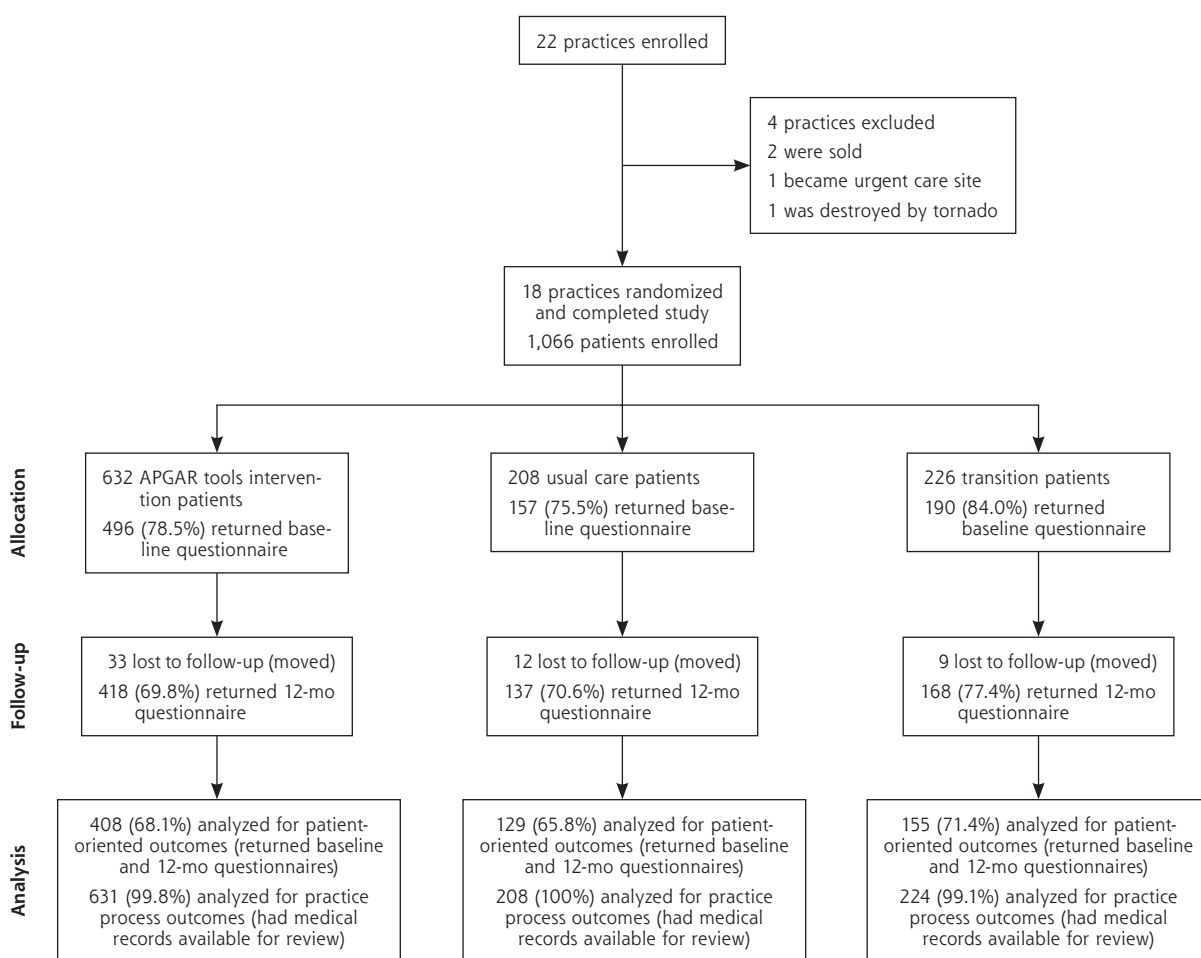 22 practices enrolled
4 practices excluded
2 were sold
1 became urgent care site
1 was destroyed by tornado
18 practices randomized
and completed study
1,066 patients enrolled
Allocation
632 APGAR tools interven-
tion patients
496 (78.5%) returned base-
line questionnaire
208 usual care patients
157 (75.5%) returned base-
line questionnaire
226 transition patients
190 (84.0%) returned
baseline questionnaire
Follow-up
33 lost to follow-up (moved)
418 (69.8%) returned 12-mo
questionnaire
12 lost to follow-up (moved)
137 (70.6%) returned 12-mo
questionnaire
9 lost to follow-up (moved)
168 (77.4%) returned 12-mo
questionnaire
Analysis
408 (68.1%) analyzed for patient-
oriented outcomes (returned baseline
and 12-mo questionnaires)
631 (99.8%) analyzed for practice
process outcomes (had medical
records available for review)
129 (65.8%) analyzed for patient-
oriented outcomes (returned baseline
and 12-mo questionnaires)
208 (100%) analyzed for practice
process outcomes (had medical
records available for review)
155 (71.4%) analyzed for patient-
oriented outcomes (returned baseline
and 12-mo questionnaires)
224 (99.1%) analyzed for practice
process outcomes (had medical
records available for review)